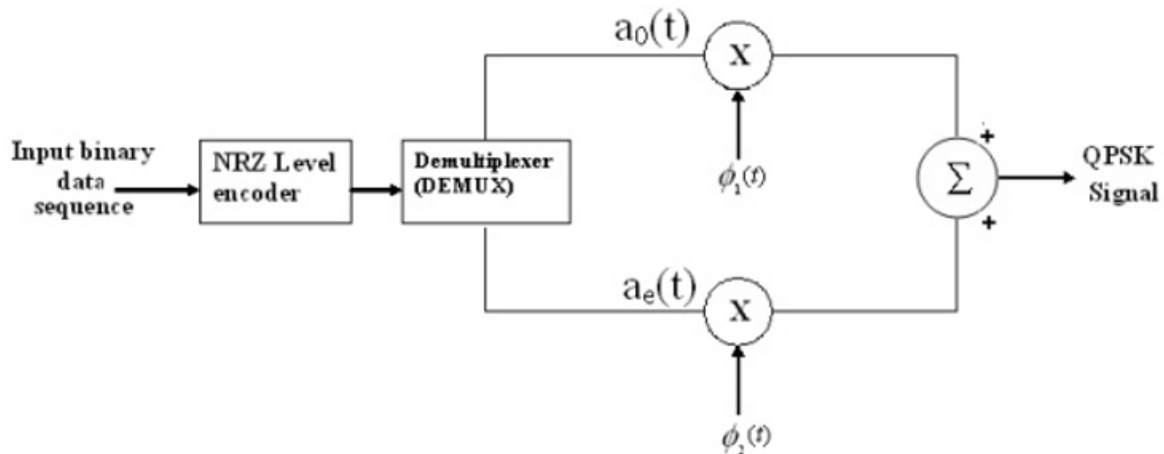 a₀(t)
X
ϕ₁(t)
Input binary
data
sequence
NRZ Level
encoder
Demultiplexer
(DEMUX)
+
Σ
+
QPSK
Signal
aₑ(t)
X
ϕ₂(t)